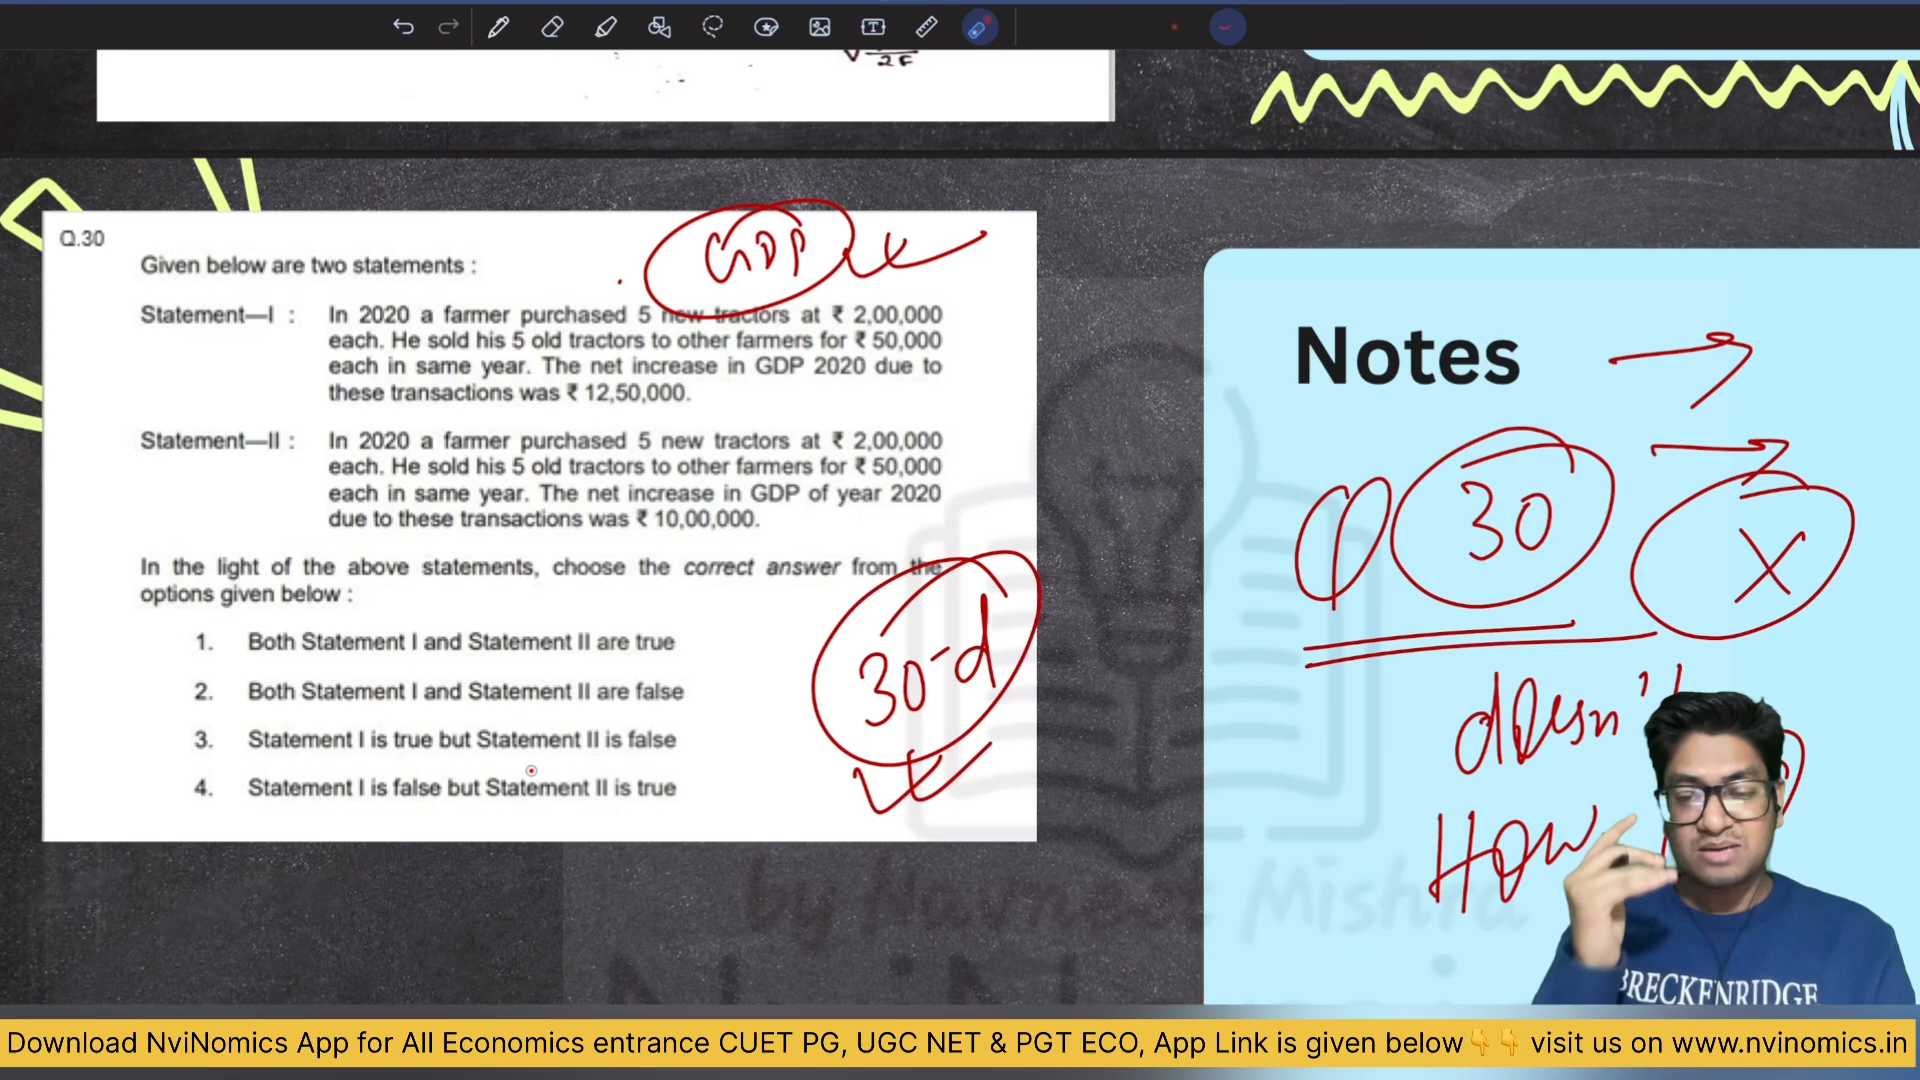 2F
Q.30
GDP
Given below are two statements :
Statement—I : In 2020 a farmer purchased 5 new tractors at ₹ 2,00,000
each. He sold his 5 old tractors to other farmers for ₹ 50,000
each in same year. The net increase in GDP 2020 due to
these transactions was ₹ 12,50,000.
Statement—II : In 2020 a farmer purchased 5 new tractors at ₹ 2,00,000
each. He sold his 5 old tractors to other farmers for ₹ 50,000
each in same year. The net increase in GDP of year 2020
due to these transactions was ₹ 10,00,000.
In the light of the above statements, choose the correct answer from the
options given below :
1. Both Statement I and Statement II are true
2. Both Statement I and Statement II are false
3. Statement I is true but Statement II is false
4. Statement I is false but Statement II is true
30-d
Notes
30
X
doesn't
How
by Navneet Mishra
BRECKENRIDGE
Download NviNomics App for All Economics entrance CUET PG, UGC NET & PGT ECO, App Link is given below👇👇 visit us on www.nvinomics.in